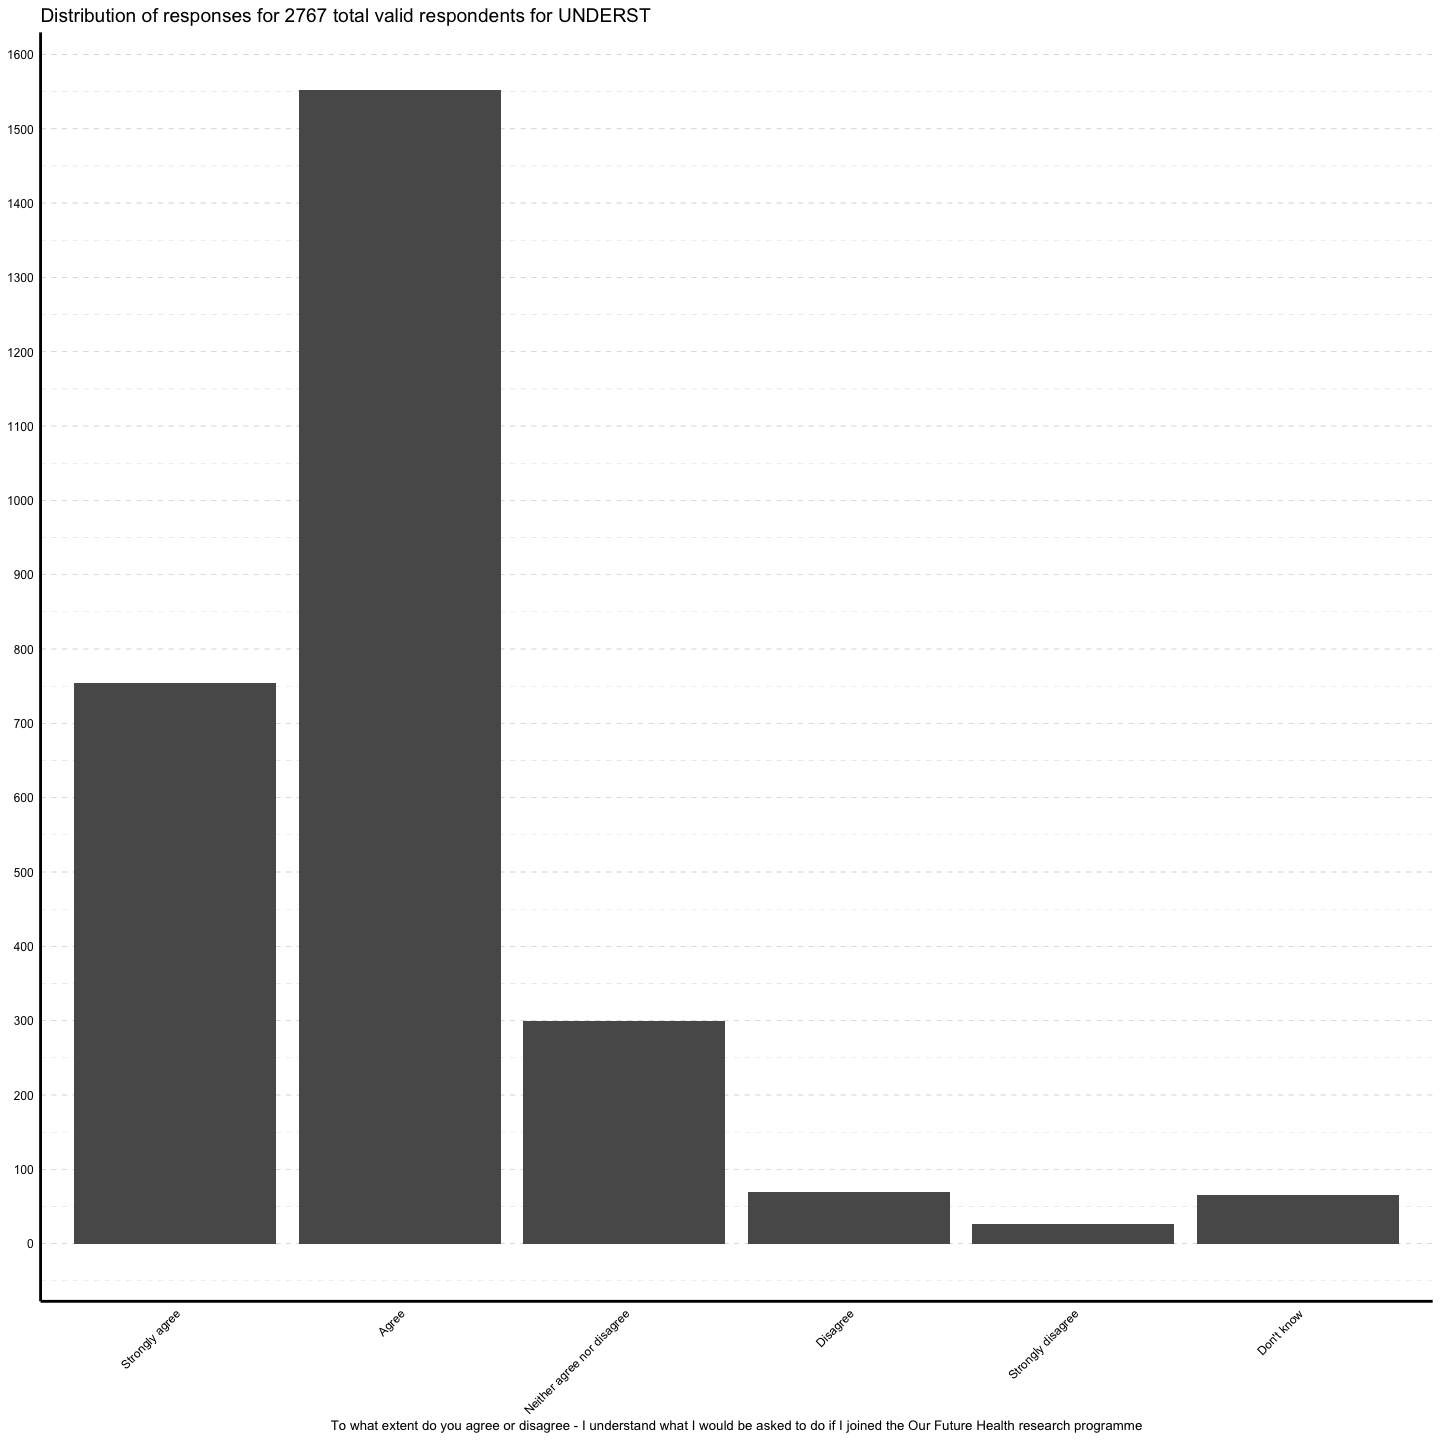 Distribution of responses for 2767 total valid respondents for UNDERST
1600
1500
1400
1300
1200
1100
1000
900
800
700
600
500
400
300
200
100
0
Strongly agree
Agree
Neither agree nor disagree
Disagree
Strongly disagree
Don't know
To what extent do you agree or disagree - I understand what I would be asked to do if I joined the Our Future Health research programme